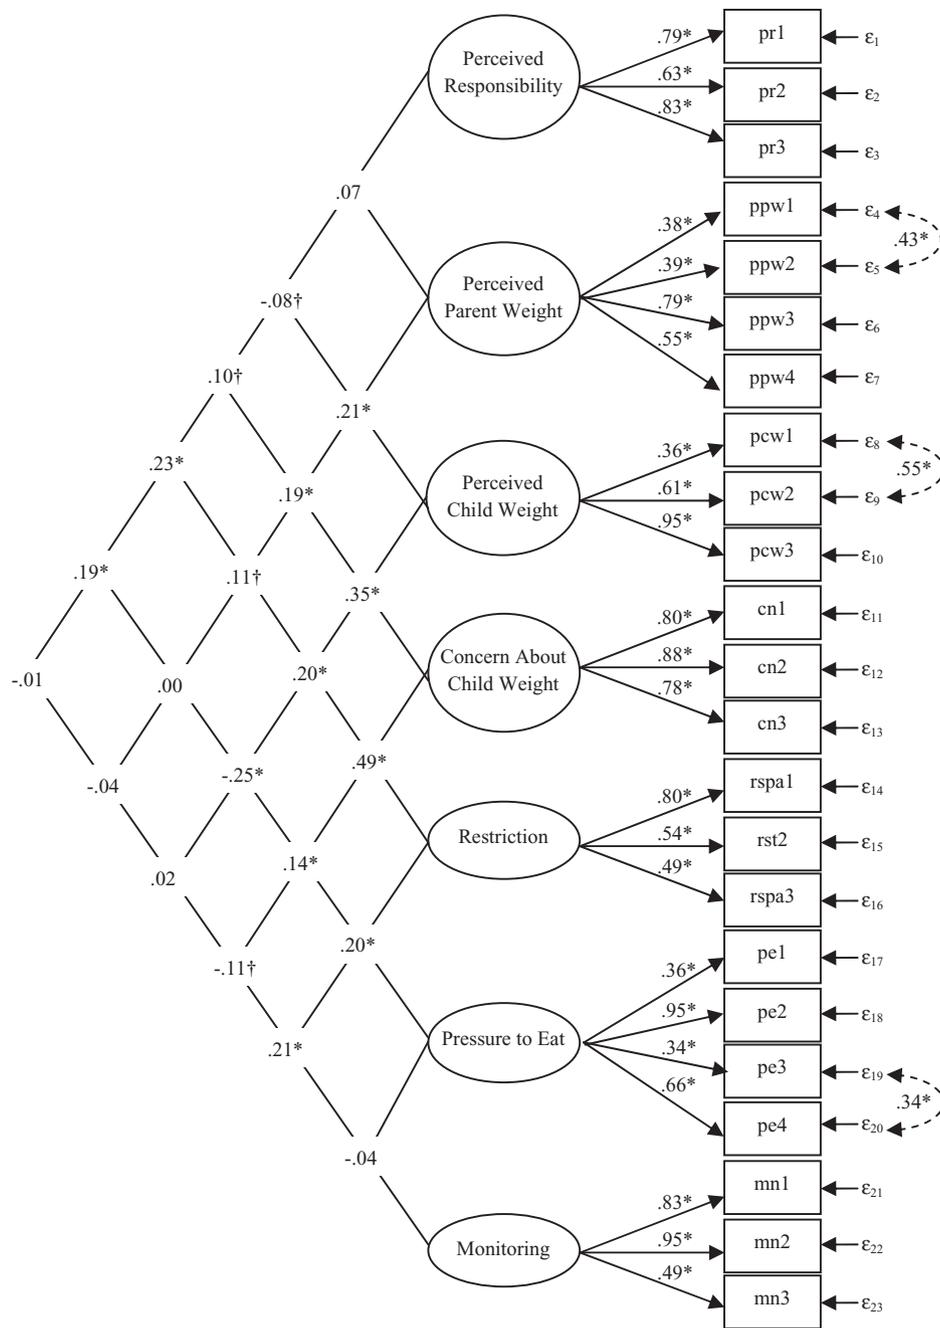 Perceived
Responsibility
.79*
.63*
.83*
pr1
ε1
pr2
ε2
pr3
ε3
.07
Perceived
Parent Weight
.38*
.39*
.79*
.55*
ppw1
ε4
ppw2
ε5
.43*
ppw3
ε6
ppw4
ε7
-.08†
.10†
.21*
Perceived
Child Weight
.36*
.61*
.95*
pcw1
ε8
pcw2
ε9
.55*
pcw3
ε10
.23*
.19*
.19*
.11†
.35*
Concern About
Child Weight
.80*
.88*
.78*
cn1
ε11
cn2
ε12
cn3
ε13
-.01
.00
.20*
-.04
-.25*
.49*
Restriction
.80*
.54*
.49*
rspa1
ε14
rst2
ε15
rspa3
ε16
.02
.14*
-.11†
.20*
Pressure to Eat
.36*
.95*
.34*
.66*
pe1
ε17
pe2
ε18
pe3
ε19
.34*
pe4
ε20
.21*
-.04
Monitoring
.83*
.95*
.49*
mn1
ε21
mn2
ε22
mn3
ε23